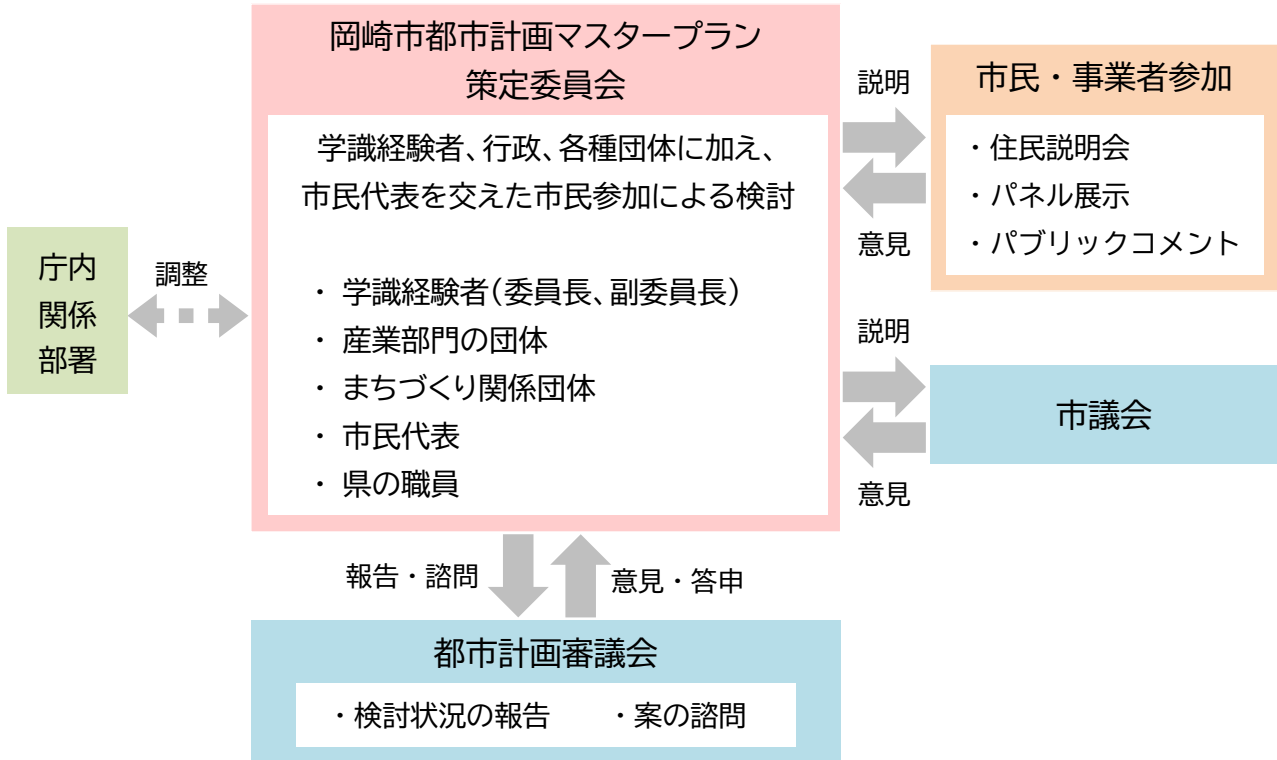 岡崎市都市計画マスタープラン
策定委員会
学識経験者、行政、各種団体に加え、
市民代表を交えた市民参加による検討
・ 学識経験者(委員長、副委員長)
・ 産業部門の団体
・ まちづくり関係団体
・ 市民代表
・ 県の職員
庁内
関係
部署
調整
説明
意見
市民・事業者参加
・住民説明会
・パネル展示
・パブリックコメント
説明
意見
市議会
報告・諮問
意見・答申
都市計画審議会
・検討状況の報告
・案の諮問